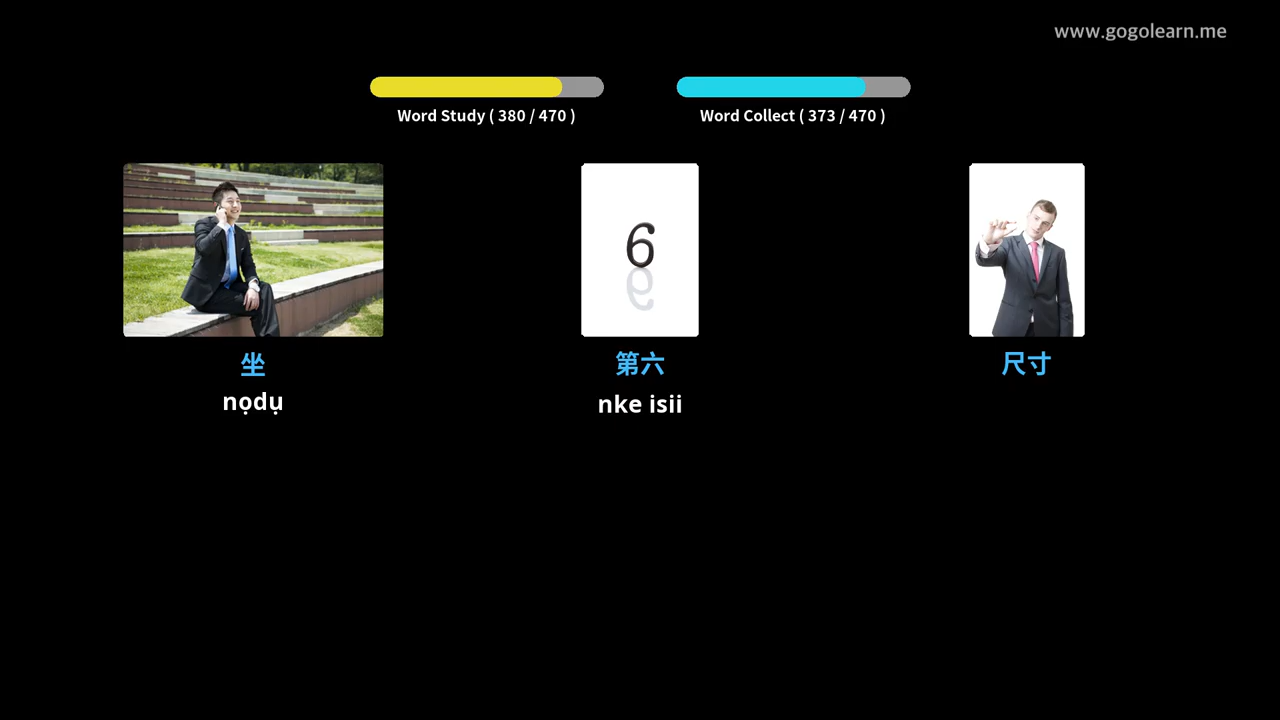 www.gogolearn.me
Word Study ( 380 / 470 )
Word Collect ( 373 / 470 )
6
坐
第六
尺寸
nọdụ
nke isii